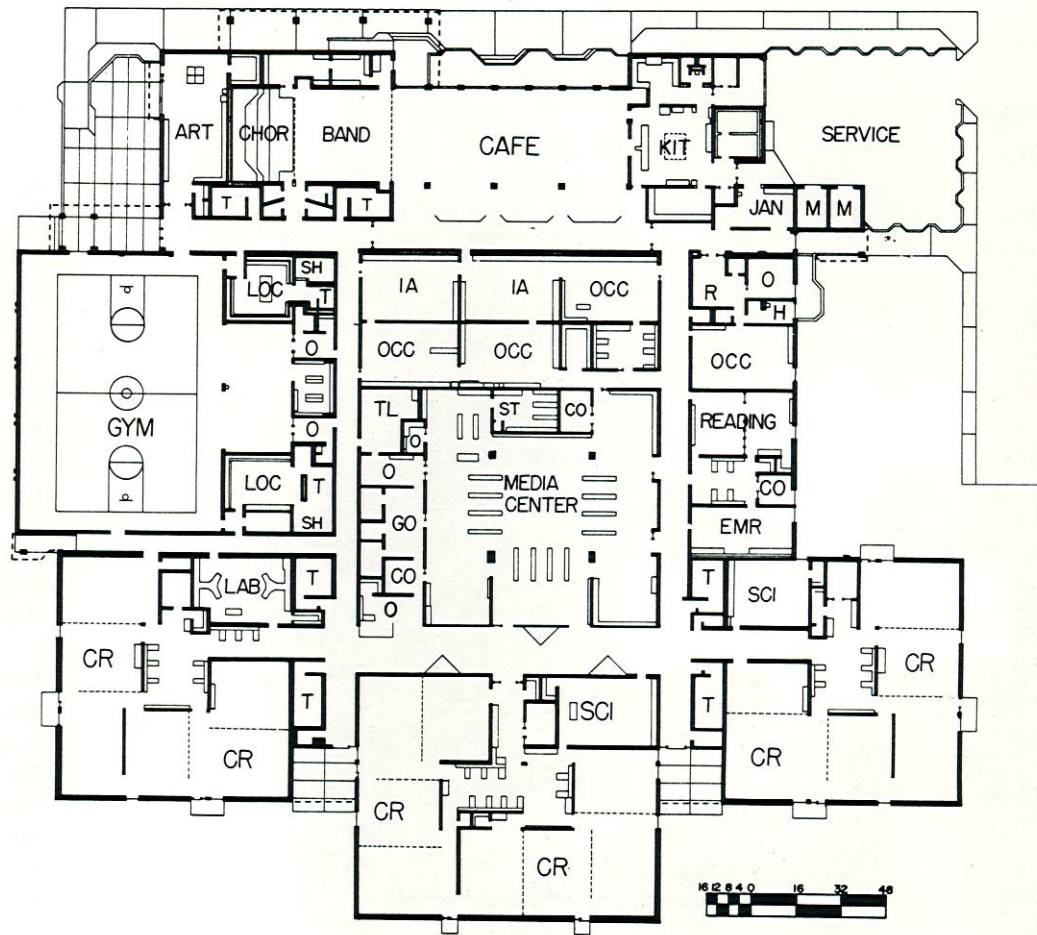 ART
CHOR
BAND
CAFE
KIT
SERVICE
T
T
JAN
M
M
LOC
SH
T
IA
IA
OCC
R
O
H
O
OCC
OCC
OCC
GYM
O
TL
O
ST
CO
READING
LOC
T
SH
O
GO
CO
O
MEDIA
CENTER
CO
EMR
LAB
T
T
SCI
CR
CR
T
T
SCI
CR
CR
CR
CR
16 12 8 4 0 16 32 48